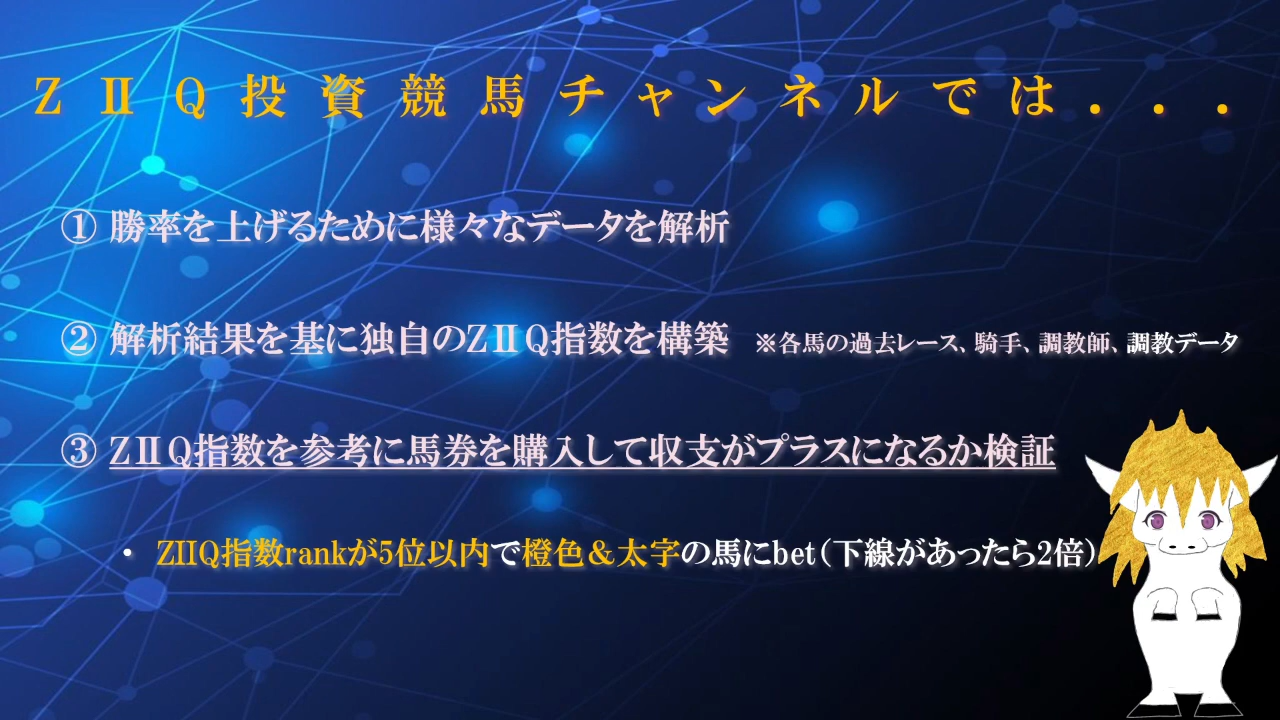 ZⅡQ投資競馬チャンネルでは．．．
① 勝率を上げるために様々なデータを解析
② 解析結果を基に独自のZⅡQ指数を構築 ※各馬の過去レース、騎手、調教師、調教データ
③ ZⅡQ指数を参考に馬券を購入して収支がプラスになるか検証
・ ZⅡQ指数rankが5位以内で橙色＆太字の馬にbet（下線があったら2倍）